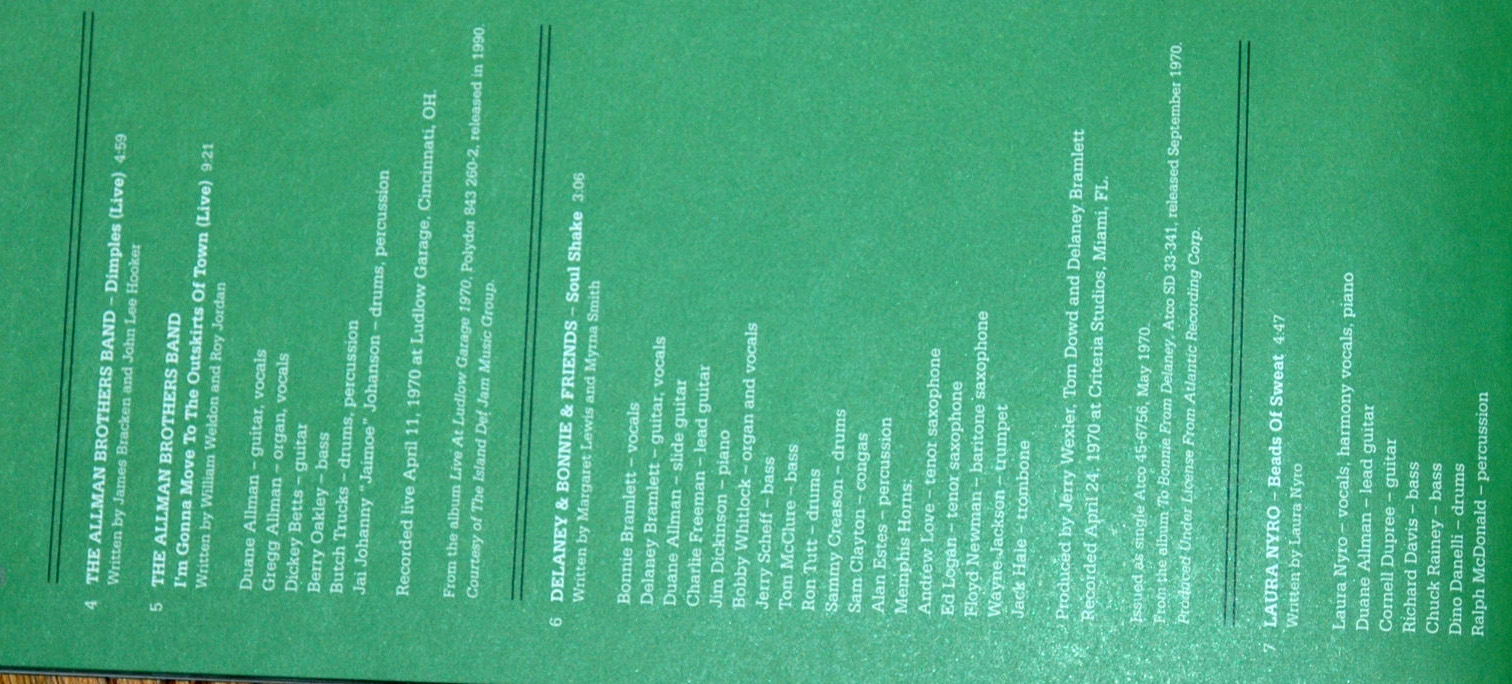 4 THE ALLMAN BROTHERS BAND – Dimples (Live) 4:59
Written by James Bracken and John Lee Hooker
5 THE ALLMAN BROTHERS BAND
I'm Gonna Move To The Outskirts Of Town (Live) 9:21
Written by William Weldon and Roy Jordan
Duane Allman – guitar, vocals
Gregg Allman – organ, vocals
Dickey Betts – guitar
Berry Oakley – bass
Butch Trucks – drums, percussion
Jai Johanny "Jaimoe" Johanson – drums, percussion
Recorded live April 11, 1970 at Ludlow Garage, Cincinnati, OH.
From the album Live At Ludlow Garage 1970, Polydor 843 260-2, released in 1990.
Courtesy of The Island Def Jam Music Group.
6 DELANEY & BONNIE & FRIENDS – Soul Shake 3:06
Written by Margaret Lewis and Myrna Smith
Bonnie Bramlett – vocals
Delaney Bramlett – guitar, vocals
Duane Allman – slide guitar
Charlie Freeman – lead guitar
Jim Dickinson – piano
Bobby Whitlock – organ and vocals
Jerry Scheff – bass
Tom McClure – bass
Ron Tutt – drums
Sammy Creason – drums
Sam Clayton – congas
Alan Estes – percussion
Memphis Horns:
Andrew Love – tenor saxophone
Ed Logan – tenor saxophone
Floyd Newman – baritone saxophone
Wayne Jackson – trumpet
Jack Hale – trombone
Produced by Jerry Wexler, Tom Dowd and Delaney Bramlett
Recorded April 24, 1970 at Criteria Studios, Miami, FL.
Issued as single Atco 45-6756, May 1970.
From the album To Bonnie From Delaney, Atco SD 33-341, released September 1970.
Produced Under License From Atlantic Recording Corp.
7 LAURA NYRO – Beads Of Sweat 4:47
Written by Laura Nyro
Laura Nyro – vocals, harmony vocals, piano
Duane Allman – lead guitar
Cornell Dupree – guitar
Richard Davis – bass
Chuck Rainey – bass
Dino Danelli – drums
Ralph McDonald – percussion